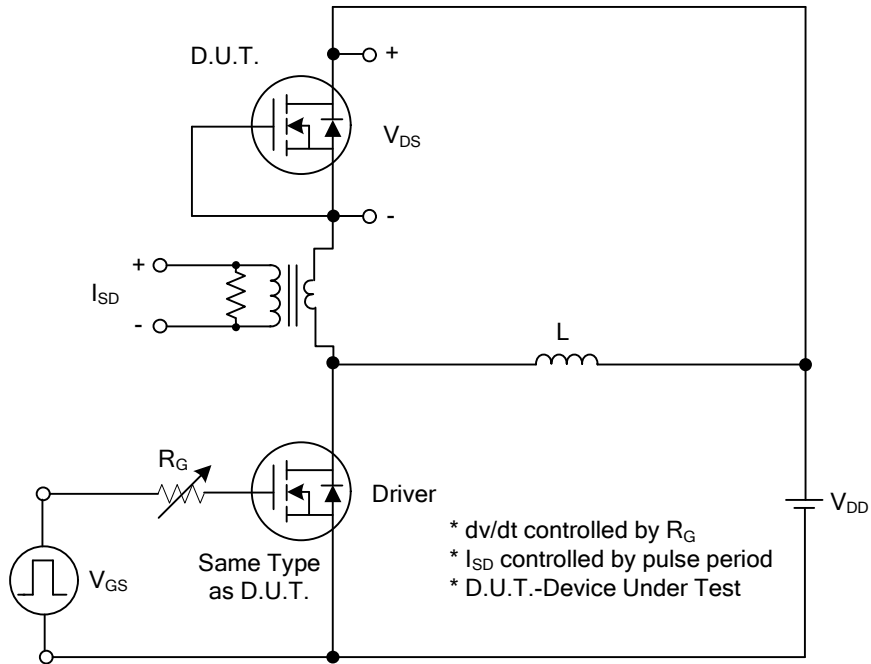 D.U.T.
+
V_DS
-
+
I_SD
-
L
R_G
Driver
V_DD
Same Type
as D.U.T.
V_GS
* dv/dt controlled by R_G
* I_SD controlled by pulse period
* D.U.T.-Device Under Test